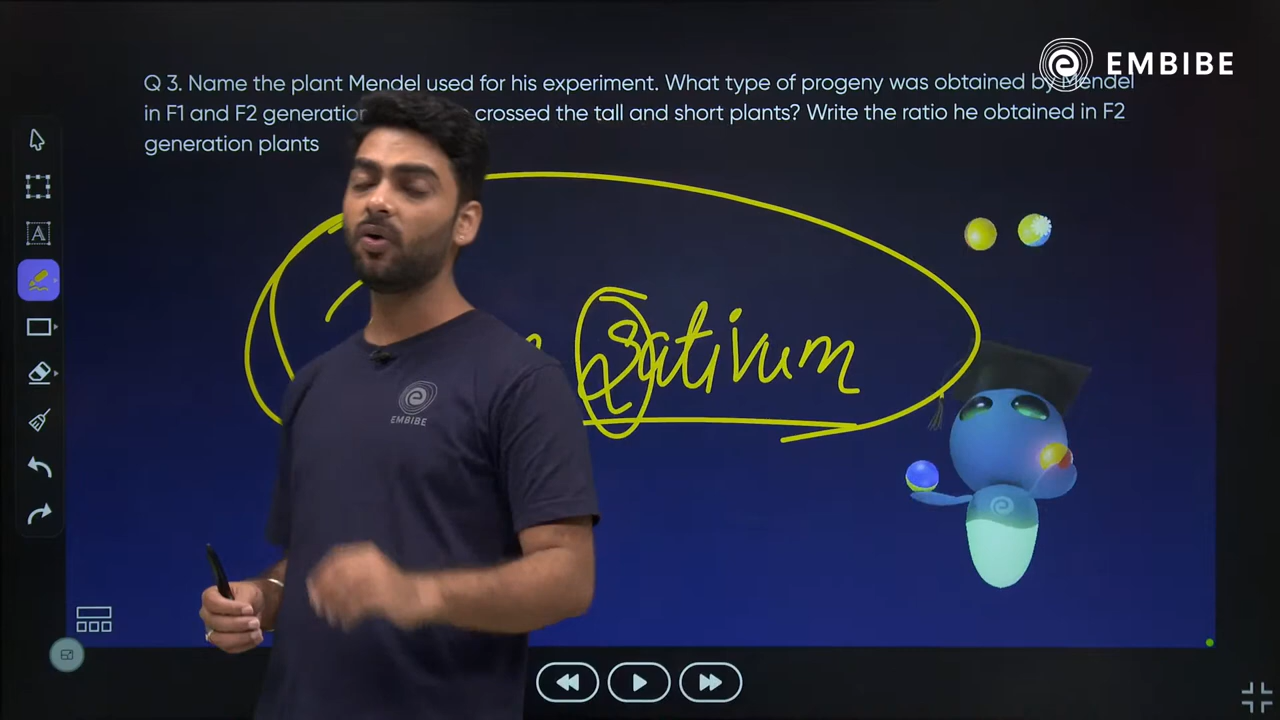 EMBIBE
Q 3. Name the plant Mendel used for his experiment. What type of progeny was obtained by Mendel
in F1 and F2 generation crossed the tall and short plants? Write the ratio he obtained in F2
generation plants
A
sativum
EMBIBE